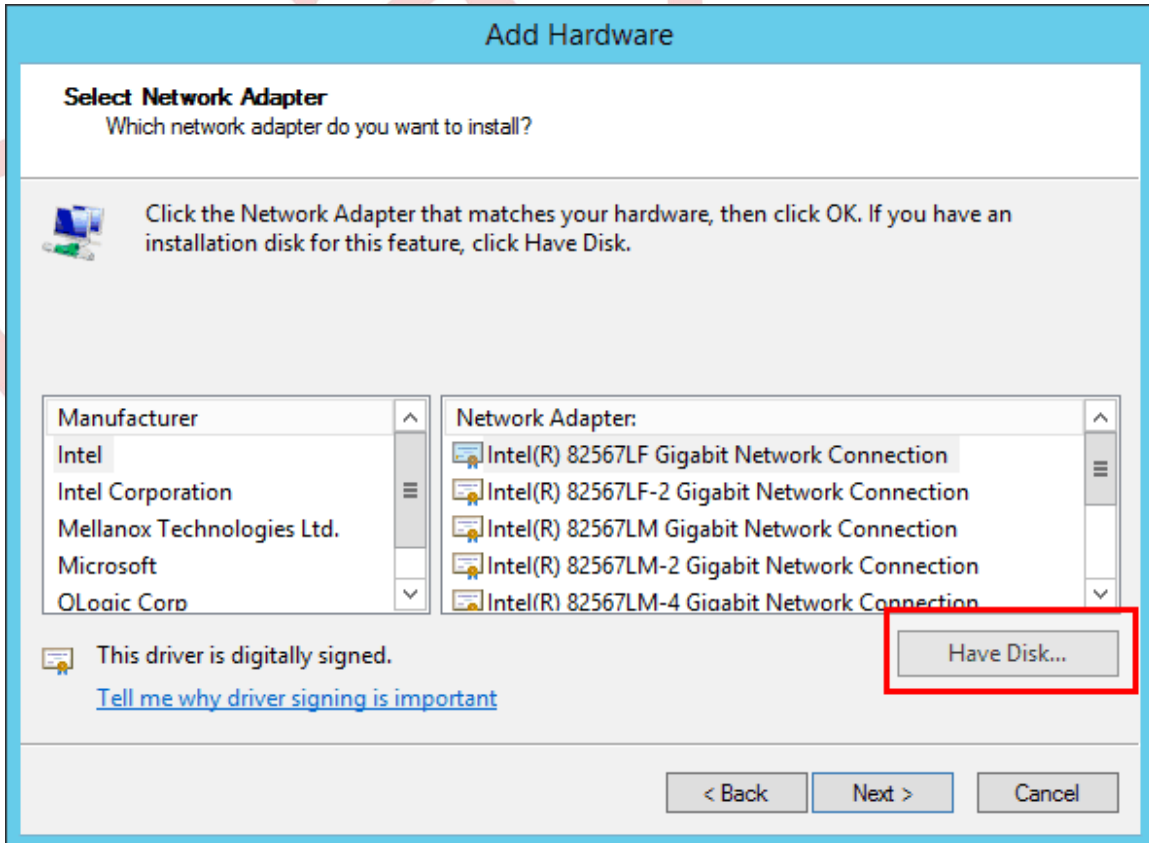 Add Hardware
Select Network Adapter
Which network adapter do you want to install?
Click the Network Adapter that matches your hardware, then click OK. If you have an
installation disk for this feature, click Have Disk.
Manufacturer
Intel
Intel Corporation
Mellanox Technologies Ltd.
Microsoft
QLogic Corp
Network Adapter:
Intel(R) 82567LF Gigabit Network Connection
Intel(R) 82567LF-2 Gigabit Network Connection
Intel(R) 82567LM Gigabit Network Connection
Intel(R) 82567LM-2 Gigabit Network Connection
Intel(R) 82567LM-4 Gigabit Network Connection
This driver is digitally signed.
Tell me why driver signing is important
Have Disk...
< Back
Next >
Cancel